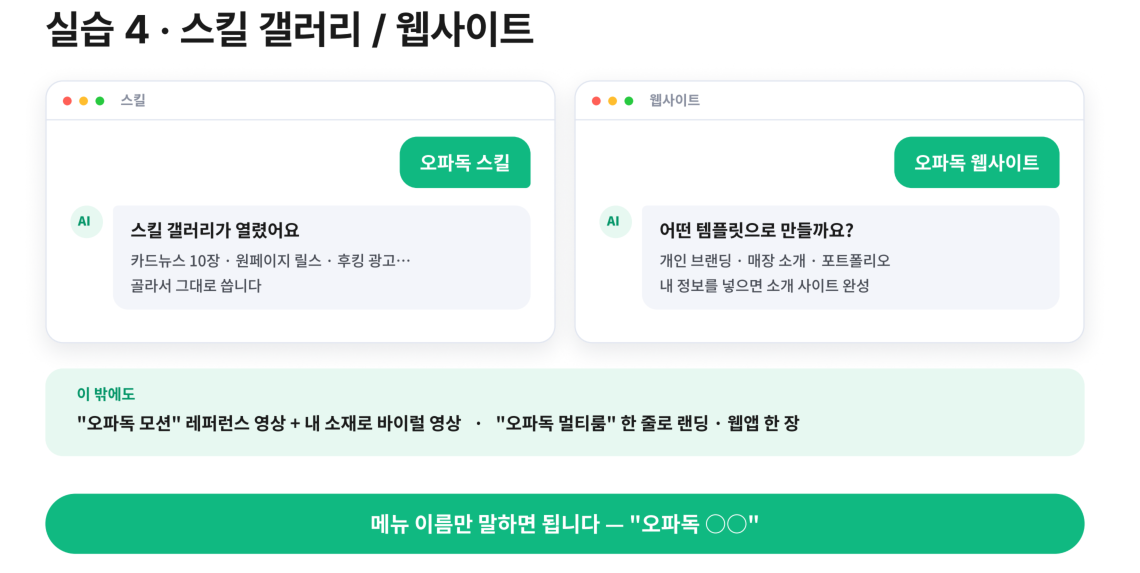 실습 4 · 스킬 갤러리 / 웹사이트
스킬
오파독 스킬
AI
스킬 갤러리가 열렸어요
카드뉴스 10장 · 원페이지 릴스 · 후킹 광고…
골라서 그대로 씁니다
웹사이트
오파독 웹사이트
AI
어떤 템플릿으로 만들까요?
개인 브랜딩 · 매장 소개 · 포트폴리오
내 정보를 넣으면 소개 사이트 완성
이 밖에도
"오파독 모션" 레퍼런스 영상 + 내 소재로 바이럴 영상 · "오파독 멀티룸" 한 줄로 랜딩 · 웹앱 한 장
메뉴 이름만 말하면 됩니다 — "오파독 ○○"